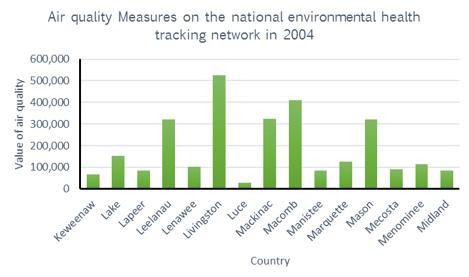 Air quality Measures on the national environmental health
tracking network in 2004
600,000
500,000
400,000
300,000
200,000
100,000
0
Value of air quality
Keweenaw
Lake
Lapeer
Leelanau
Lenawee
Livingston
Luce
Mackinac
Macomb
Manistee
Marquette
Mason
Mecosta
Menominee
Midland
Country